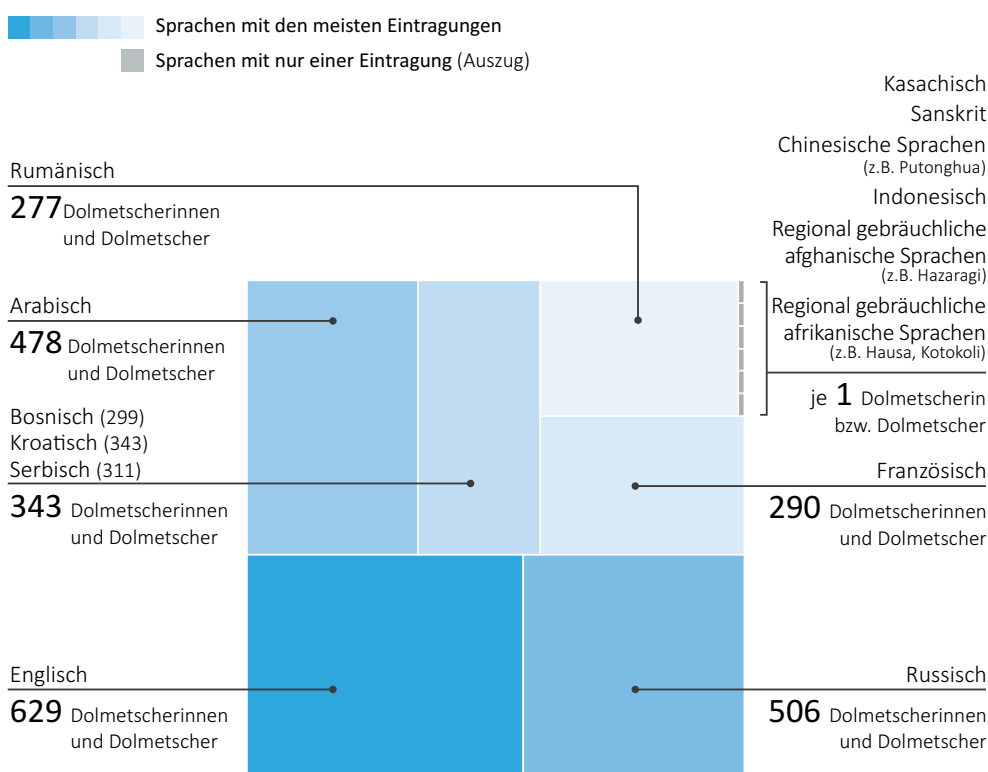 Sprachen mit den meisten Eintragungen
Sprachen mit nur einer Eintragung (Auszug)
Kasachisch
Sanskrit
Chinesische Sprachen
(z.B. Putonghua)
Indonesisch
Regional gebräuchliche
afghanische Sprachen
(z.B. Hazaragi)
Regional gebräuchliche
afrikanische Sprachen
(z.B. Hausa, Kotokoli)
je 1 Dolmetscherin
bzw. Dolmetscher
Rumänisch
277 Dolmetscherinnen
und Dolmetscher
Arabisch
478 Dolmetscherinnen
und Dolmetscher
Bosnisch (299)
Kroatisch (343)
Serbisch (311)
343 Dolmetscherinnen
und Dolmetscher
Französisch
290 Dolmetscherinnen
und Dolmetscher
Englisch
629 Dolmetscherinnen
und Dolmetscher
Russisch
506 Dolmetscherinnen
und Dolmetscher